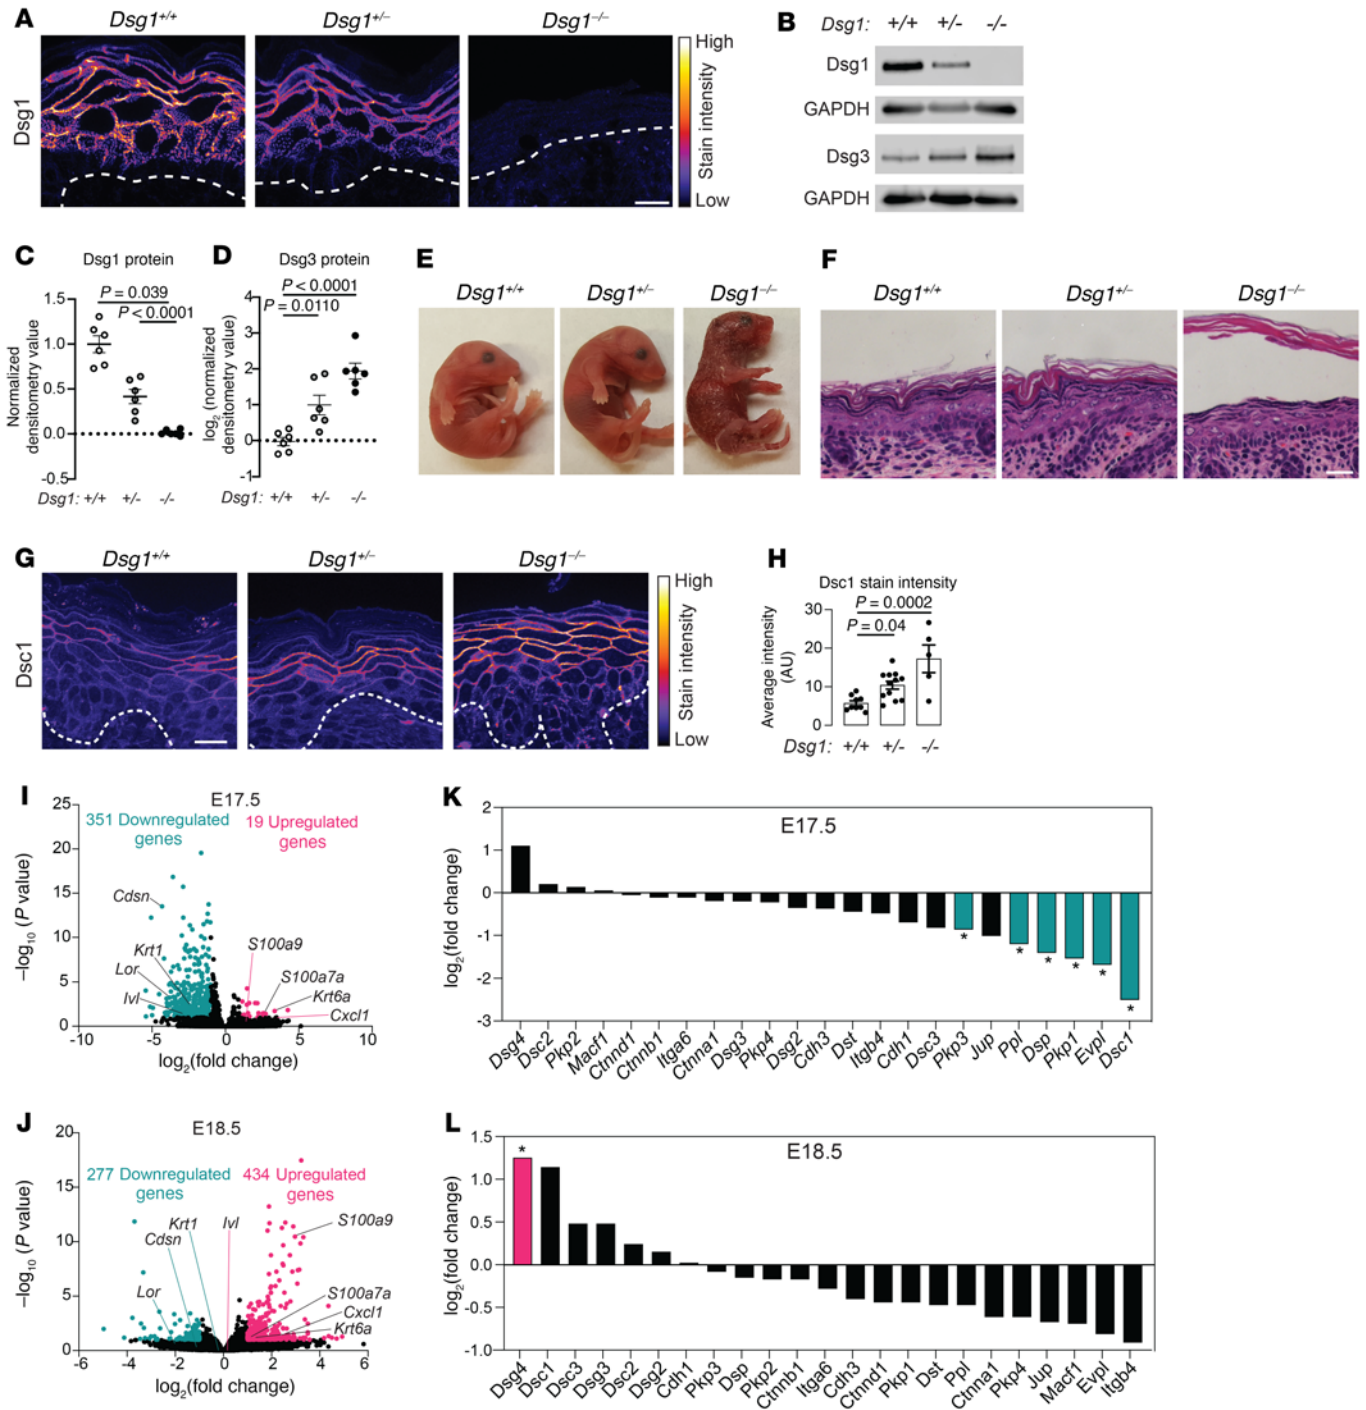 A
Dsg1+/+
Dsg1+/–
Dsg1–/–
Dsg1
High
Stain intensity
Low
B
Dsg1: +/+ +/- -/-
Dsg1
GAPDH
Dsg3
GAPDH
C
Dsg1 protein
P = 0.039
P < 0.0001
Normalized
densitometry value
1.5
1.0
0.5
0.0
-0.5
Dsg1: +/+ +/- -/-
D
Dsg3 protein
P < 0.0001
P = 0.0110
log2 (normalized
densitometry value)
4
3
2
1
0
-1
Dsg1: +/+ +/- -/-
E
Dsg1+/+
Dsg1+/–
Dsg1–/–
F
Dsg1+/+
Dsg1+/–
Dsg1–/–
G
Dsg1+/+
Dsg1+/–
Dsg1–/–
Dsc1
High
Stain intensity
Low
H
Dsc1 stain intensity
P = 0.0002
P = 0.04
Average intensity
(AU)
30
20
10
0
Dsg1: +/+ +/- -/-
I
E17.5
351 Downregulated
genes
19 Upregulated
genes
Cdsn
Krt1
Lor
Ivl
S100a9
S100a7a
Krt6a
Cxcl1
–log10 (P value)
25
20
15
10
5
0
-10 -5 0 5 10
log2(fold change)
K
E17.5
log2(fold change)
2
1
0
-1
-2
-3
* * * * * *
Dsg4 Dsc2 Pkp2 Macf1 Ctnnd1 Ctnnb1 Itga6 Ctnna1 Dsg3 Pkp4 Dsg2 Cdh3 Dst Itgb4 Cdh1 Dsc3 Pkp3 Jup Ppl Dsp Pkp1 Evpl Dsc1
J
E18.5
277 Downregulated
genes
434 Upregulated
genes
Krt1
Cdsn
Ivl
Lor
S100a9
S100a7a
Cxcl1
Krt6a
–log10 (P value)
20
15
10
5
0
-6 -4 -2 0 2 4 6
log2(fold change)
L
E18.5
log2(fold change)
1.5
1.0
0.5
0.0
-0.5
-1.0
*
Dsg4 Dsc1 Dsc3 Dsg3 Dsc2 Dsg2 Cdh1 Pkp3 Dsp Pkp2 Ctnnb1 Itga6 Cdh3 Ctnnd1 Pkp1 Dst Ppl Ctnna1 Pkp4 Jup Macf1 Evpl Itgb4